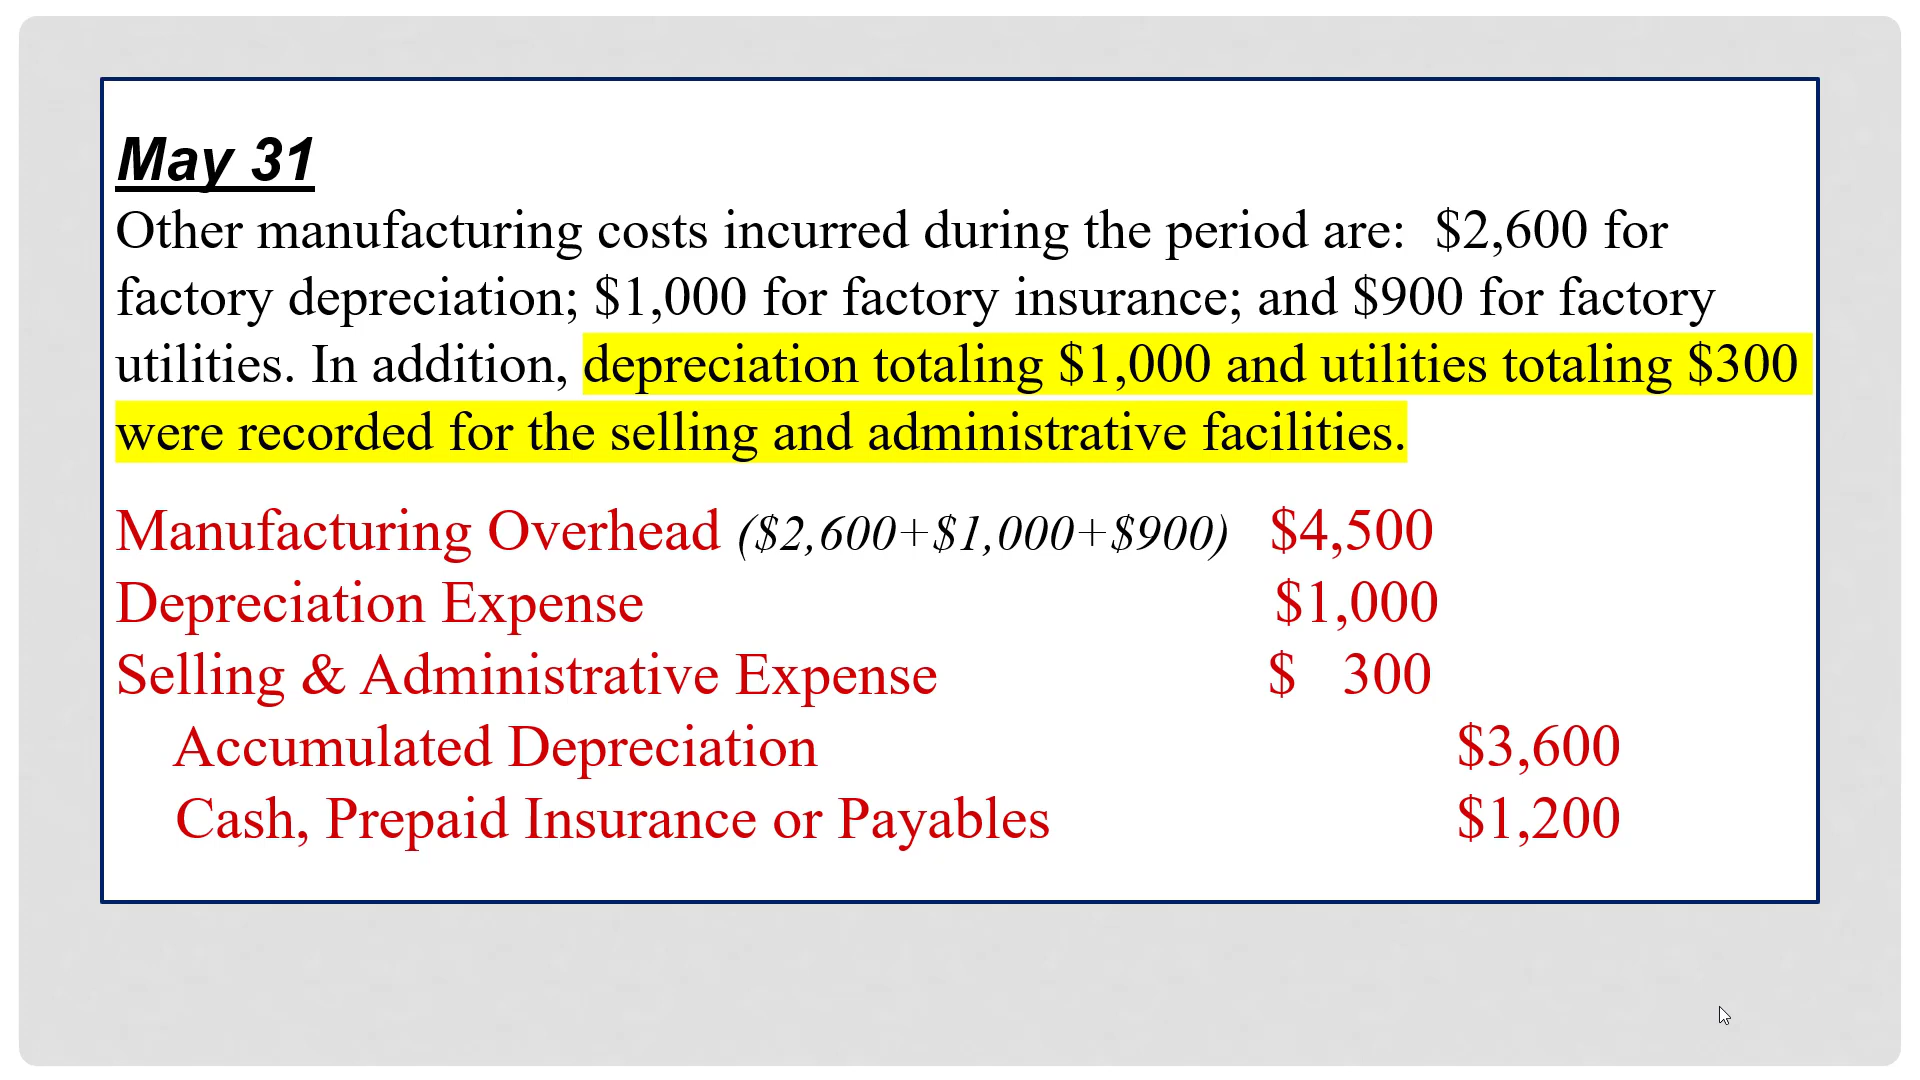 May 31
Other manufacturing costs incurred during the period are:  $2,600 for
factory depreciation; $1,000 for factory insurance; and $900 for factory
utilities. In addition, depreciation totaling $1,000 and utilities totaling $300
were recorded for the selling and administrative facilities.
Manufacturing Overhead ($2,600+$1,000+$900) $4,500
Depreciation Expense $1,000
Selling & Administrative Expense $ 300
Accumulated Depreciation $3,600
Cash, Prepaid Insurance or Payables $1,200